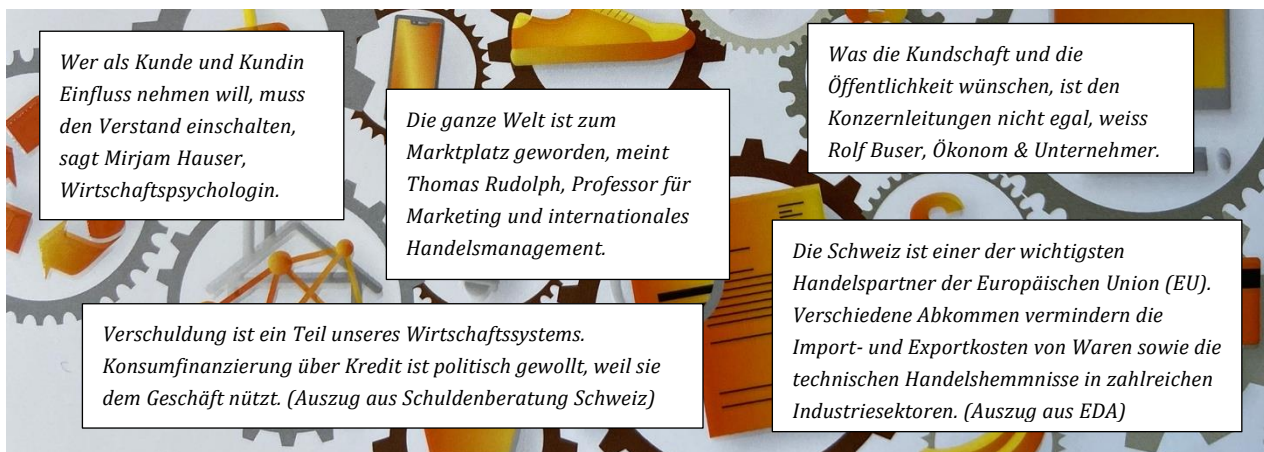 Wer als Kunde und Kundin
Einfluss nehmen will, muss
den Verstand einschalten,
sagt Mirjam Hauser,
Wirtschaftspsychologin.
Die ganze Welt ist zum
Marktplatz geworden, meint
Thomas Rudolph, Professor für
Marketing und internationales
Handelsmanagement.
Was die Kundschaft und die
Öffentlichkeit wünschen, ist den
Konzernleitungen nicht egal, weiss
Rolf Buser, Ökonom & Unternehmer.
Verschuldung ist ein Teil unseres Wirtschaftssystems.
Konsumfinanzierung über Kredit ist politisch gewollt, weil sie
dem Geschäft nützt. (Auszug aus Schuldenberatung Schweiz)
Die Schweiz ist einer der wichtigsten
Handelspartner der Europäischen Union (EU).
Verschiedene Abkommen vermindern die
Import- und Exportkosten von Waren sowie die
technischen Handelshemmnisse in zahlreichen
Industriesektoren. (Auszug aus EDA)